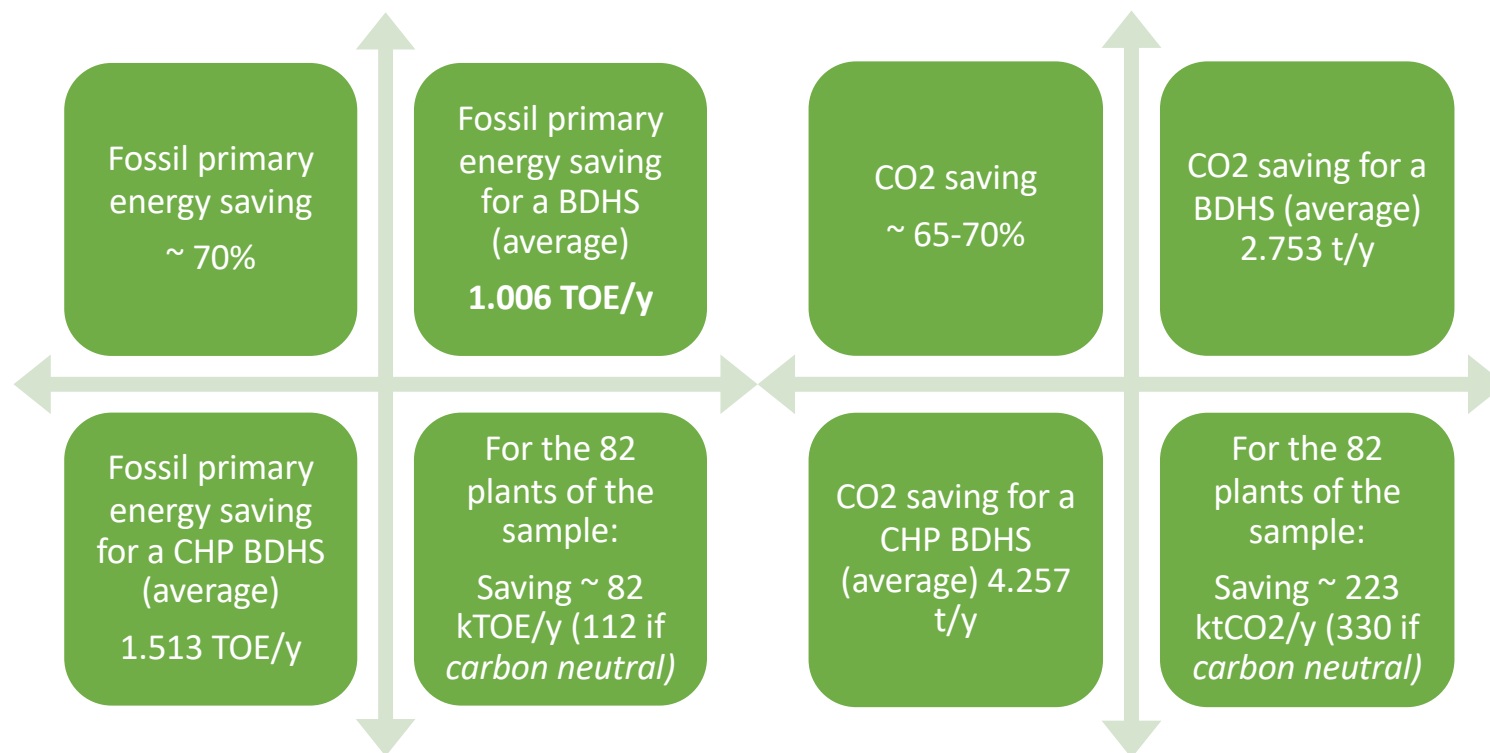 Fossil primary
energy saving
~ 70%
Fossil primary
energy saving
for a BDHS
(average)
1.006 TOE/y
Fossil primary
energy saving
for a CHP BDHS
(average)
1.513 TOE/y
For the 82
plants of the
sample:
Saving ~ 82
kTOE/y (112 if
carbon neutral)
CO2 saving
~ 65-70%
CO2 saving for a
BDHS (average)
2.753 t/y
CO2 saving for a
CHP BDHS
(average) 4.257
t/y
For the 82
plants of the
sample:
Saving ~ 223
ktCO2/y (330 if
carbon neutral)